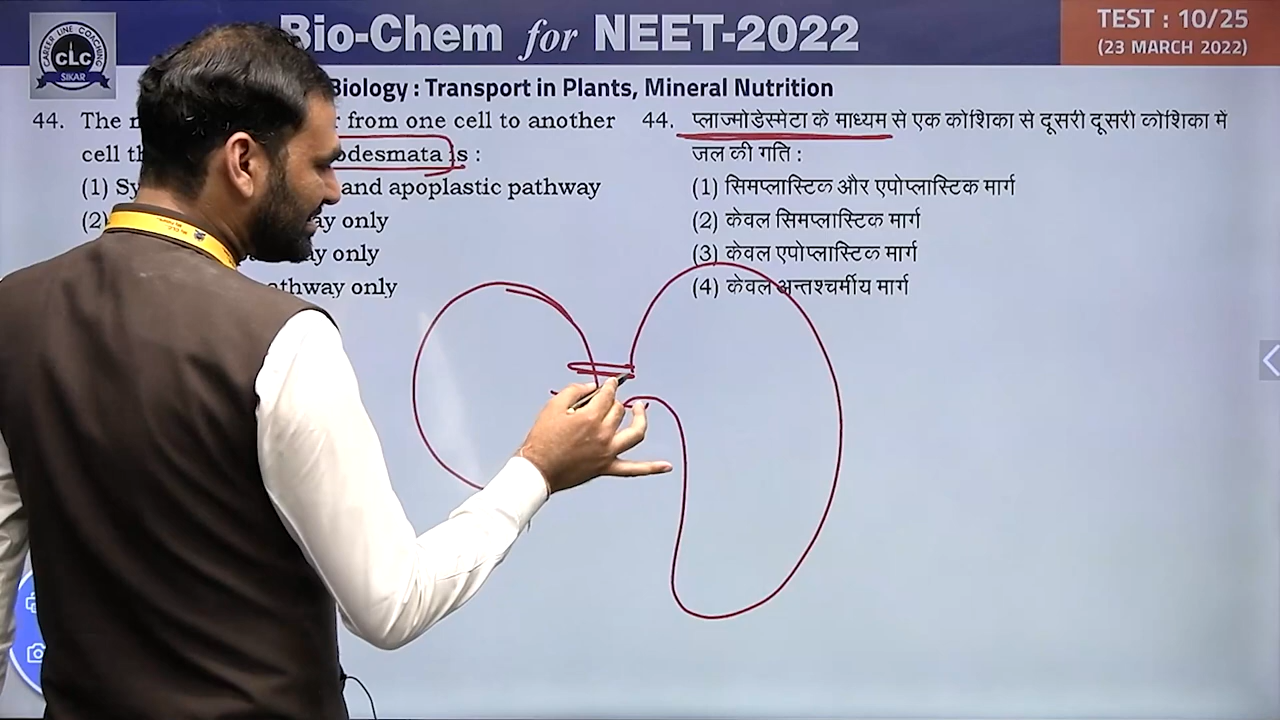 Bio-Chem for NEET-2022
TEST : 10/25
(23 MARCH 2022)
CAREER LINE COACHING
CLC
SIKAR
Biology : Transport in Plants, Mineral Nutrition
44. The from one cell to another
cell odesmata is :
(1) and apoplastic pathway
(2) only
only
only
44. प्लाज्मोडेस्मेटा के माध्यम से एक कोशिका से दूसरी दूसरी कोशिका में
जल की गति :
(1) सिमप्लास्टिक और एपोप्लास्टिक मार्ग
(2) केवल सिमप्लास्टिक मार्ग
(3) केवल एपोप्लास्टिक मार्ग
(4) केवल अन्तश्चर्मीय मार्ग